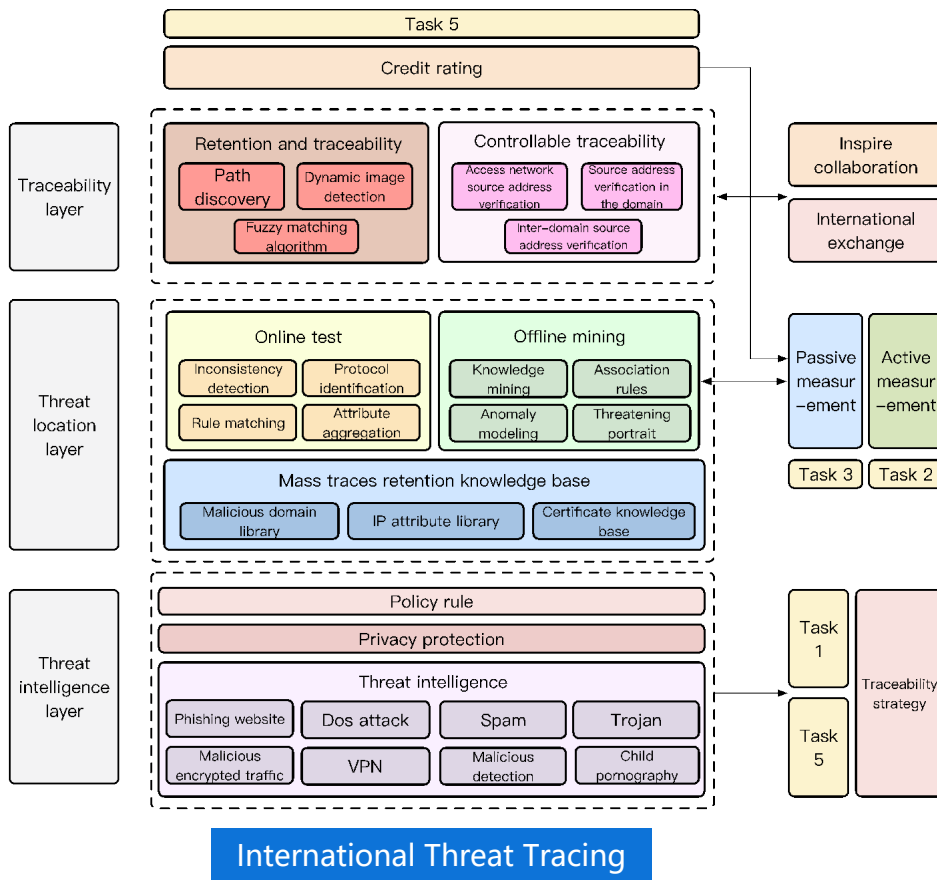 Task 5
Credit rating
Traceability
layer
Retention and traceability
Path
discovery
Dynamic image
detection
Fuzzy matching
algorithm
Controllable traceability
Access network
source address
verification
Source address
verification in
the domain
Inter-domain source
address verification
Inspire
collaboration
International
exchange
Threat
location
layer
Online test
Inconsistency
detection
Protocol
identification
Rule matching
Attribute
aggregation
Offline mining
Knowledge
mining
Association
rules
Anomaly
modeling
Threatening
portrait
Mass traces retention knowledge base
Malicious domain
library
IP attribute library
Certificate knowledge
base
Passive
measur
-ement
Active
measur
-ement
Task 3
Task 2
Threat
intelligence
layer
Policy rule
Privacy protection
Threat intelligence
Phishing website
Dos attack
Spam
Trojan
Malicious
encrypted traffic
VPN
Malicious
detection
Child
pornography
Task
1
Task
5
Traceability
strategy
International Threat Tracing